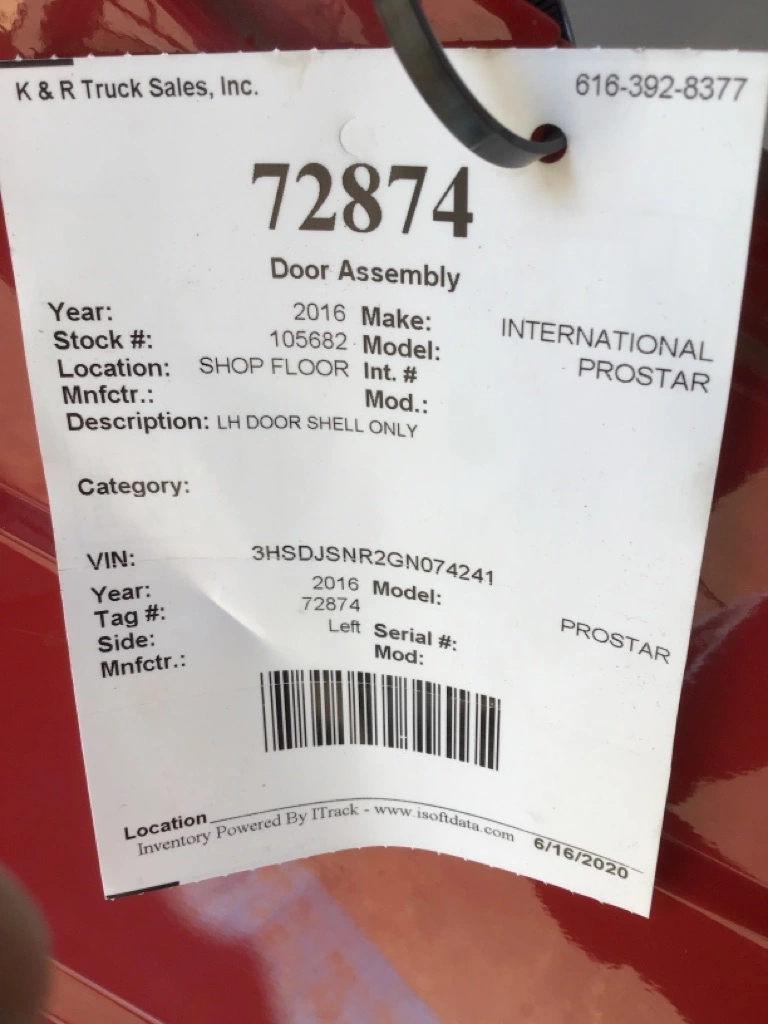 K & R Truck Sales, Inc. 616-392-8377
72874
Door Assembly
Year: 2016 Make: INTERNATIONAL
Stock #: 105682 Model: PROSTAR
Location: SHOP FLOOR Int. #
Mnfctr.: Mod.:
Description: LH DOOR SHELL ONLY
Category:
VIN: 3HSDJSNR2GN074241
Year: 2016 Model: PROSTAR
Tag #: 72874
Side: Left Serial #:
Mnfctr.: Mod:
Location
Inventory Powered By ITrack - www.isoftdata.com 6/16/2020